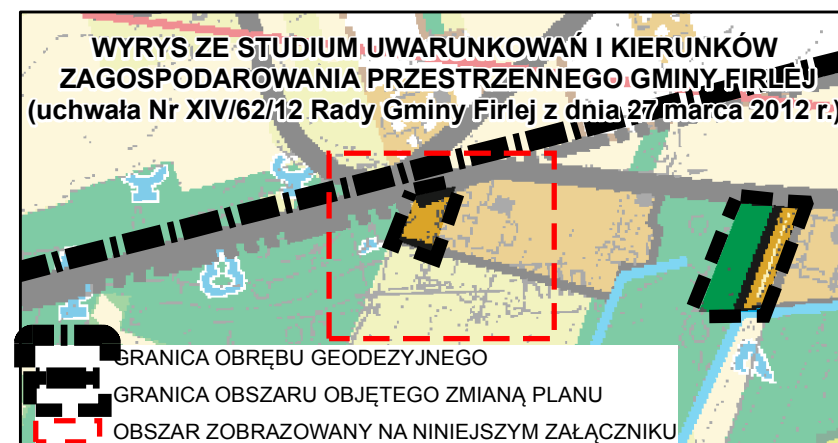 WYRYS ZE STUDIUM UWARUNKOWAŃ I KIERUNKÓW
ZAGOSPODAROWANIA PRZESTRZENNEGO GMINY FIRLEJ
(uchwała Nr XIV/62/12 Rady Gminy Firlej z dnia 27 marca 2012 r.)
GRANICA OBRĘBU GEODEZYJNEGO
GRANICA OBSZARU OBJĘTEGO ZMIANĄ PLANU
OBSZAR ZOBRAZOWANY NA NINIEJSZYM ZAŁĄCZNIKU